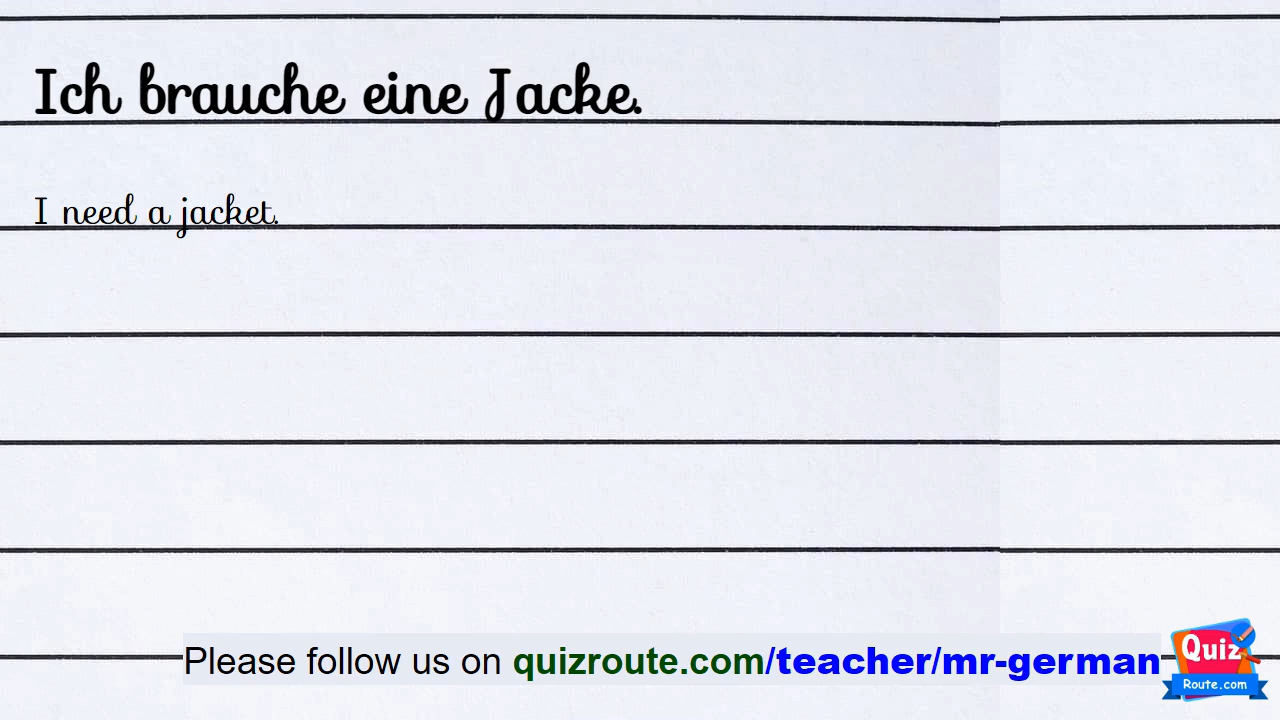 Ich brauche eine Jacke.
I need a jacket.
Please follow us on quizroute.com/teacher/mr-german
Quiz
Route.com